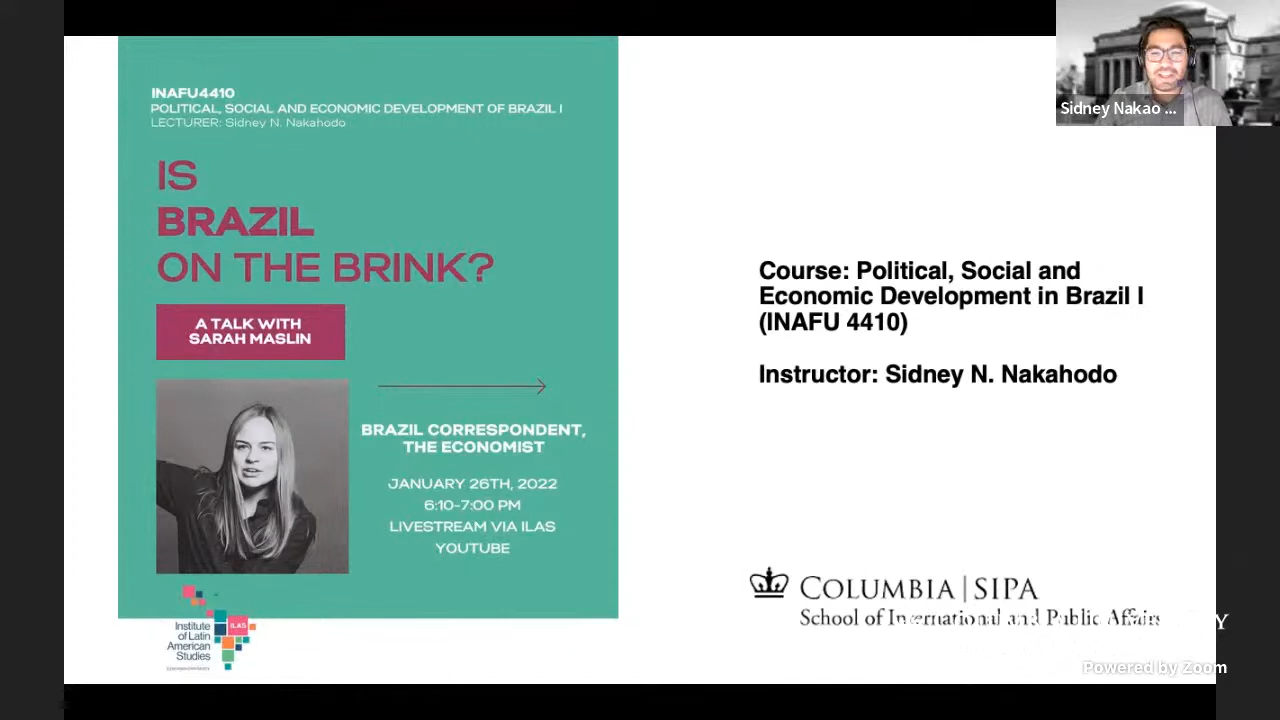 INAFU4410
POLITICAL, SOCIAL AND ECONOMIC DEVELOPMENT OF BRAZIL I
LECTURER: Sidney N. Nakahodo
IS
BRAZIL
ON THE BRINK?
A TALK WITH
SARAH MASLIN
BRAZIL CORRESPONDENT,
THE ECONOMIST
JANUARY 26TH, 2022
6:10-7:00 PM
LIVESTREAM VIA ILAS
YOUTUBE
Institute
of Latin
American
Studies
ILAS
Sidney Nakao ...
Course: Political, Social and
Economic Development in Brazil I
(INAFU 4410)
Instructor: Sidney N. Nakahodo
COLUMBIA | SIPA
School of International and Public Affairs
Powered by Zoom